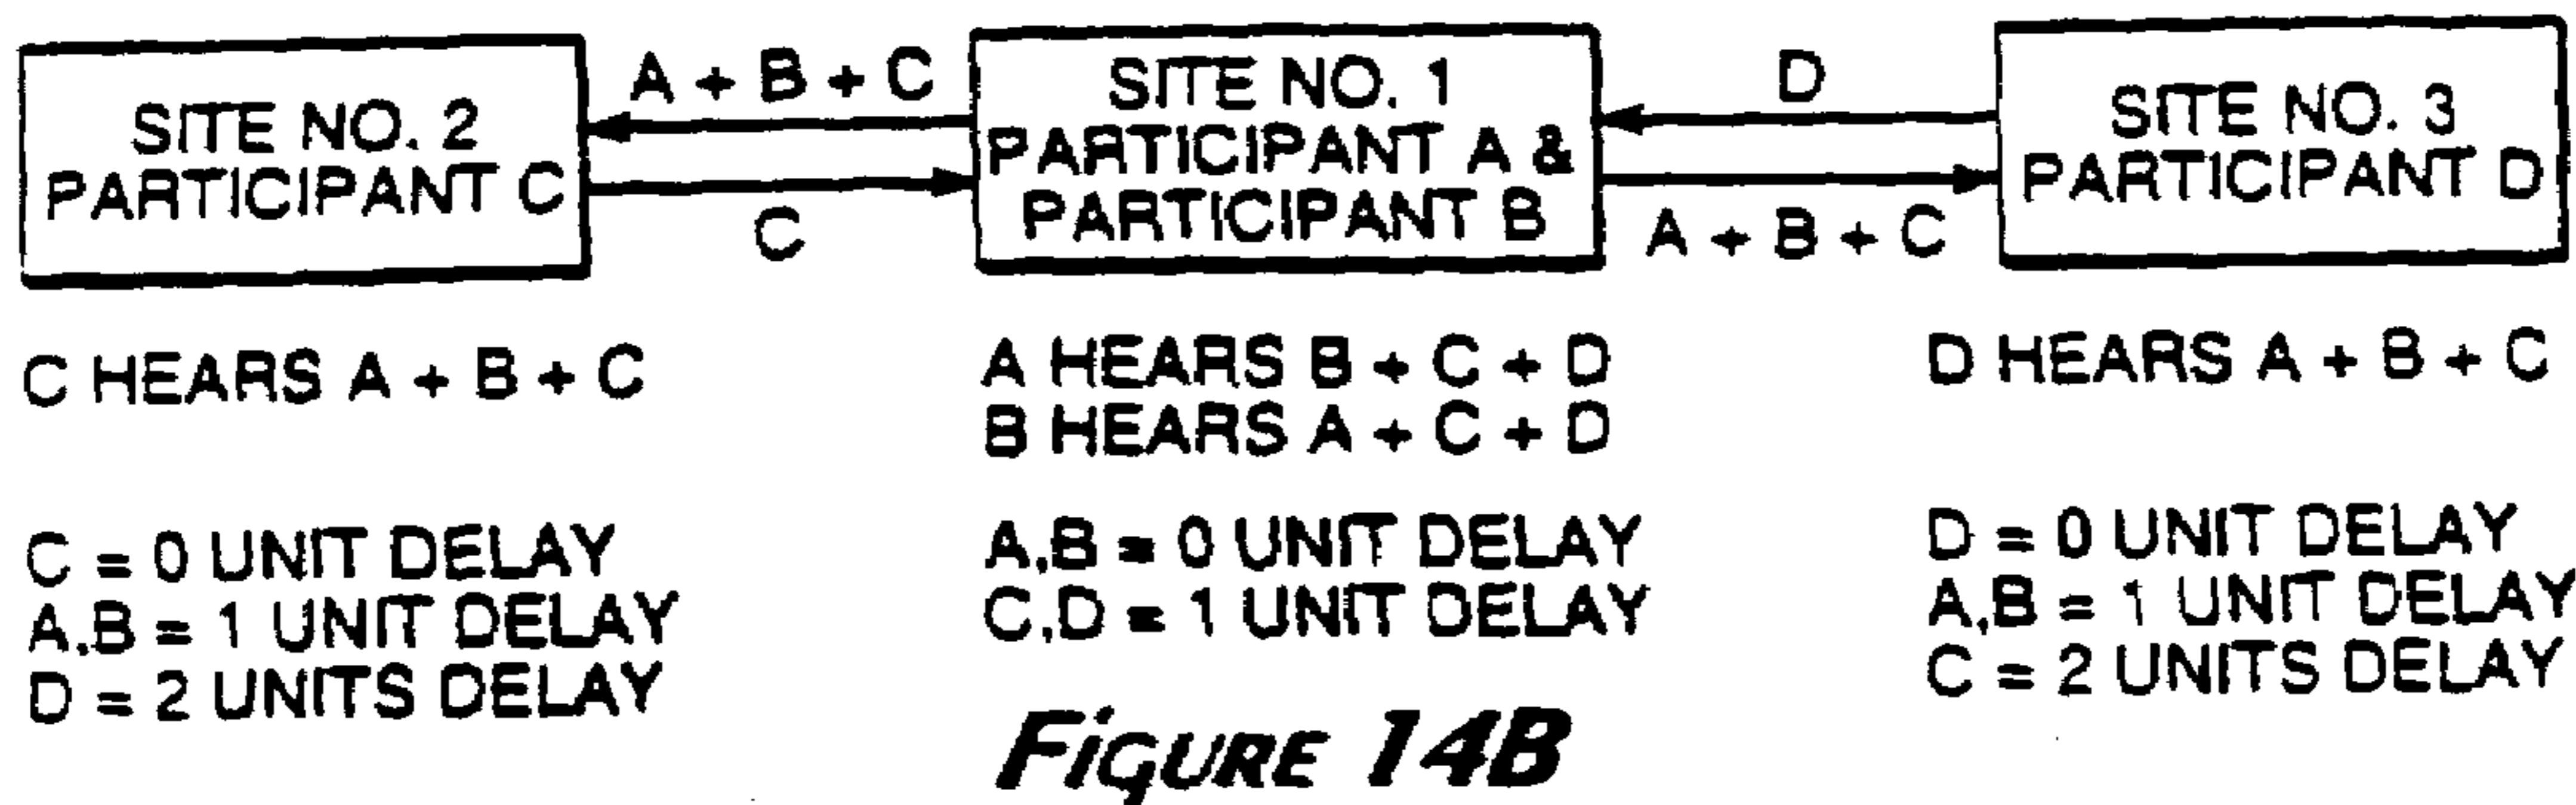 SITE NO. 2
PARTICIPANT C
A + B + C
C
SITE NO. 1
PARTICIPANT A &
PARTICIPANT B
D
A + B + C
SITE NO. 3
PARTICIPANT D
C HEARS A + B + C
A HEARS B + C + D
B HEARS A + C + D
D HEARS A + B + C
C = 0 UNIT DELAY
A,B = 1 UNIT DELAY
D = 2 UNITS DELAY
A,B = 0 UNIT DELAY
C,D = 1 UNIT DELAY
D = 0 UNIT DELAY
A,B = 1 UNIT DELAY
C = 2 UNITS DELAY
FIGURE 14B